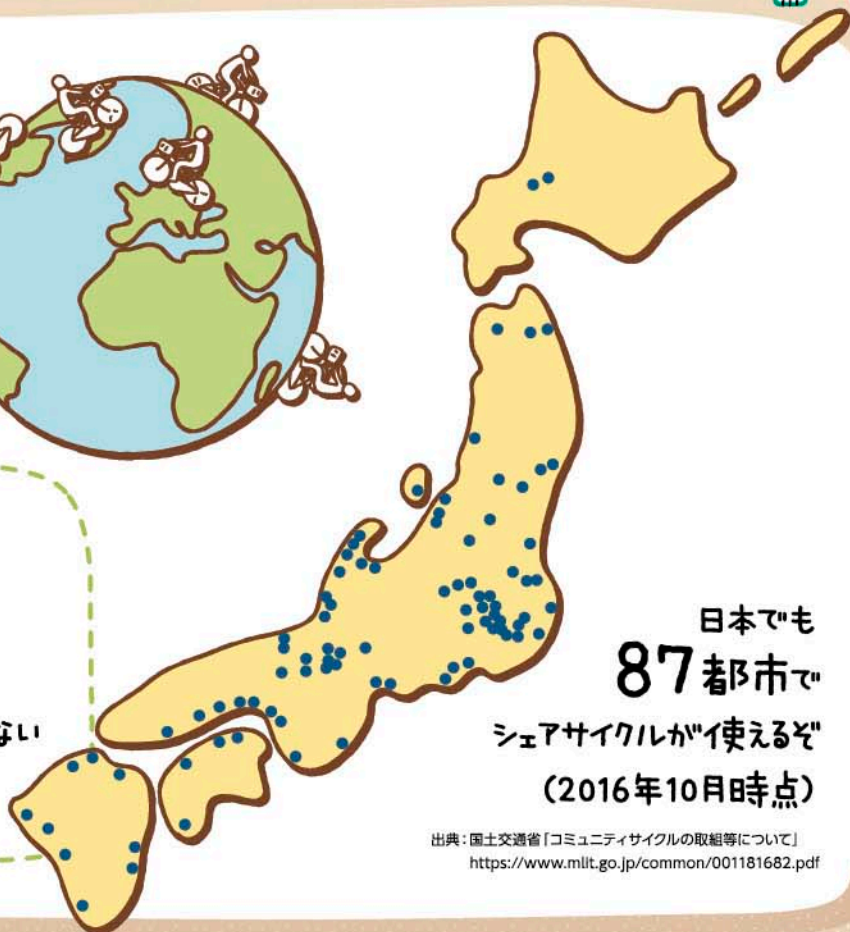 日本でも
87都市で
シェアサイクルが使えるぞ
(2016年10月時点)
出典：国土交通省「コミュニティサイクルの取組等について」
https://www.mlit.go.jp/common/001181682.pdf
ない